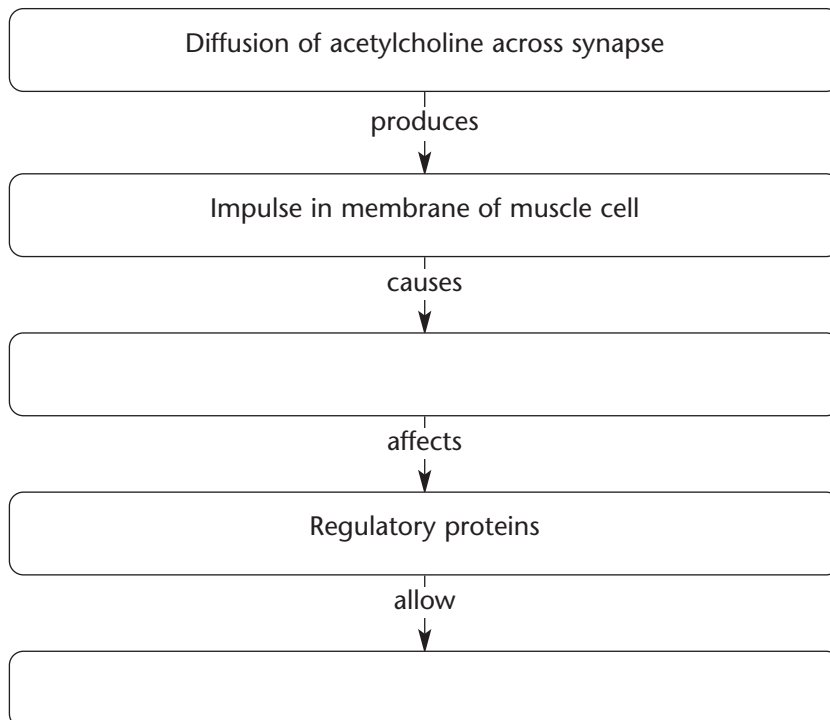 Diffusion of acetylcholine across synapse
produces
Impulse in membrane of muscle cell
causes
affects
Regulatory proteins
allow